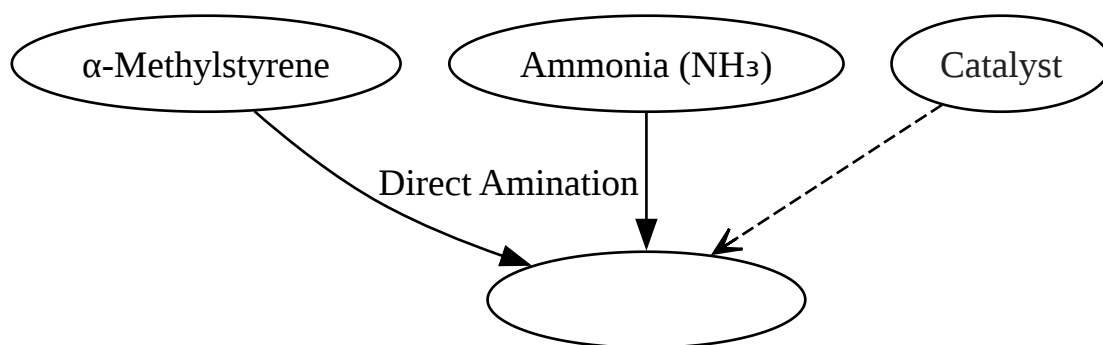 α-Methylstyrene
Ammonia (NH₃)
Catalyst
Direct Amination